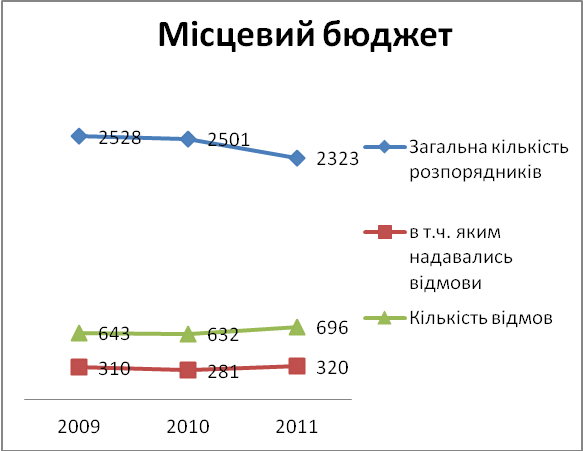 Місцевий бюджет
2528
2501
2323
Загальна кількість
розпорядників
в т.ч. яким
надавались
відмови
Кількість відмов
643
632
696
310
281
320
2009
2010
2011